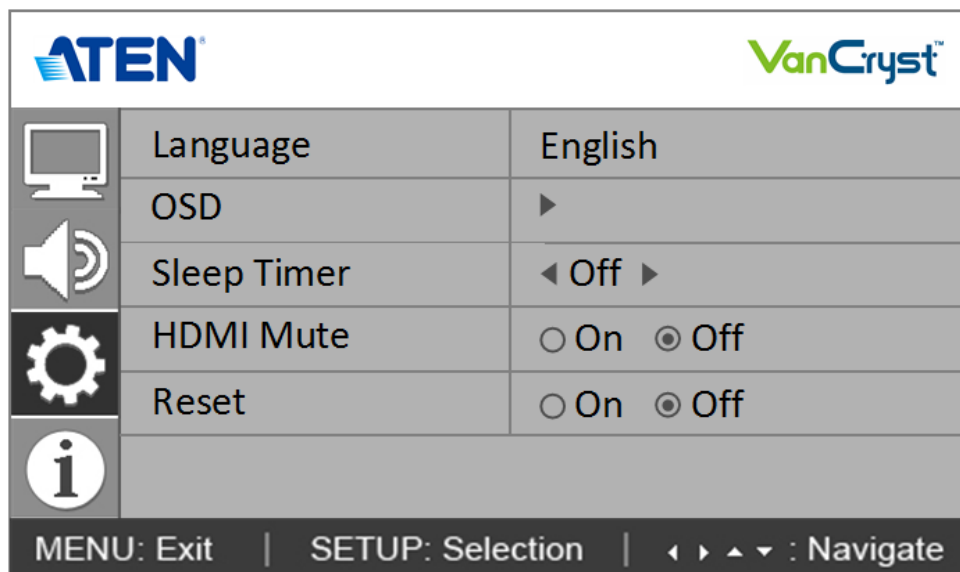 ATEN® VanCryst™
Language English
OSD
Sleep Timer Off
HDMI Mute On Off
Reset On Off
i
MENU: Exit | SETUP: Selection | : Navigate